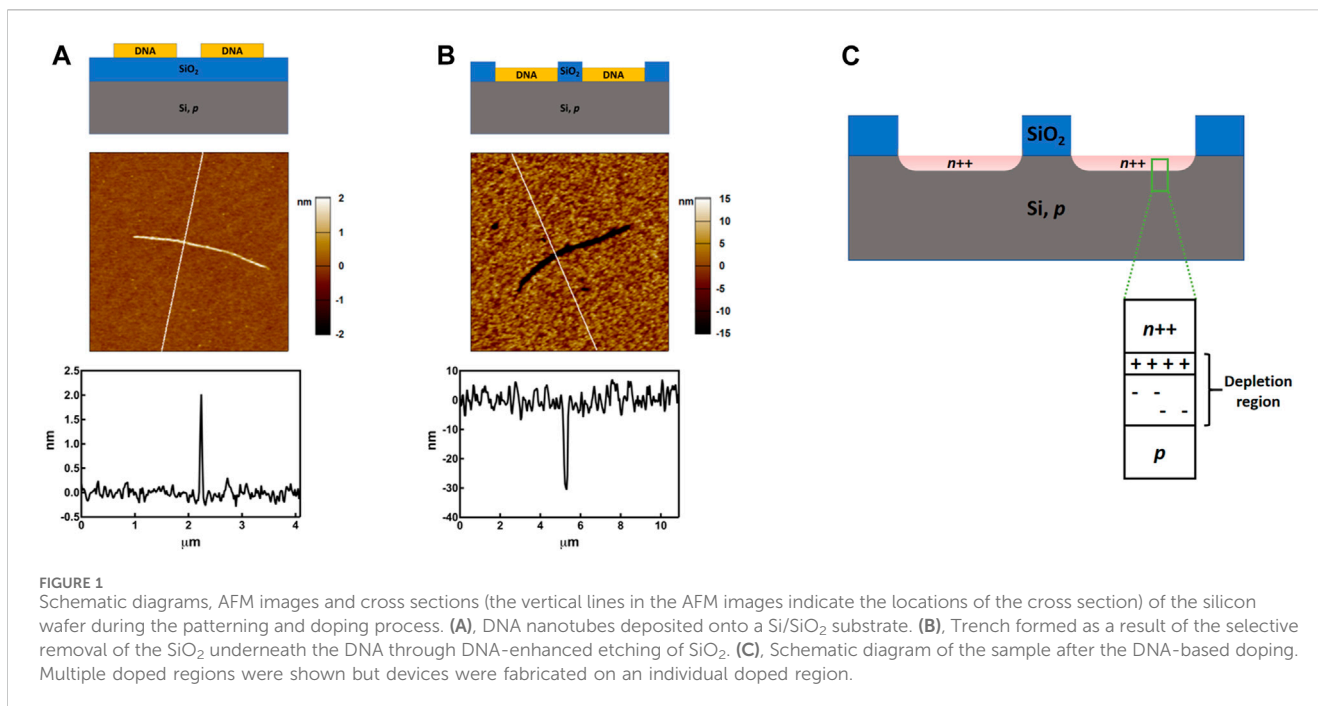 A
DNA
DNA
SiO₂
Si, p
nm
2
1
0
-1
-2
2.5
2.0
1.5
1.0
0.5
0.0
-0.5
nm
0
2
4
μm
B
SiO₂
DNA
DNA
Si, p
nm
15
10
5
0
-5
-10
-15
10
0
-10
-20
-30
-40
nm
0
2
4
6
8
10
μm
C
SiO₂
n++
n++
Si, p
n++
+ + + +
- -
- -
Depletion
region
p
FIGURE 1
Schematic diagrams, AFM images and cross sections (the vertical lines in the AFM images indicate the locations of the cross section) of the silicon
wafer during the patterning and doping process. (A), DNA nanotubes deposited onto a Si/SiO₂ substrate. (B), Trench formed as a result of the selective
removal of the SiO₂ underneath the DNA through DNA-enhanced etching of SiO₂. (C), Schematic diagram of the sample after the DNA-based doping.
Multiple doped regions were shown but devices were fabricated on an individual doped region.